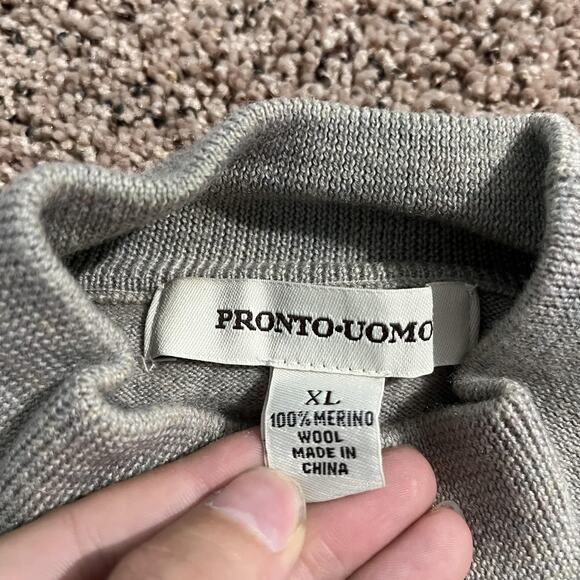 PRONTO·UOMO
XL
100% MERINO
WOOL
MADE IN
CHINA